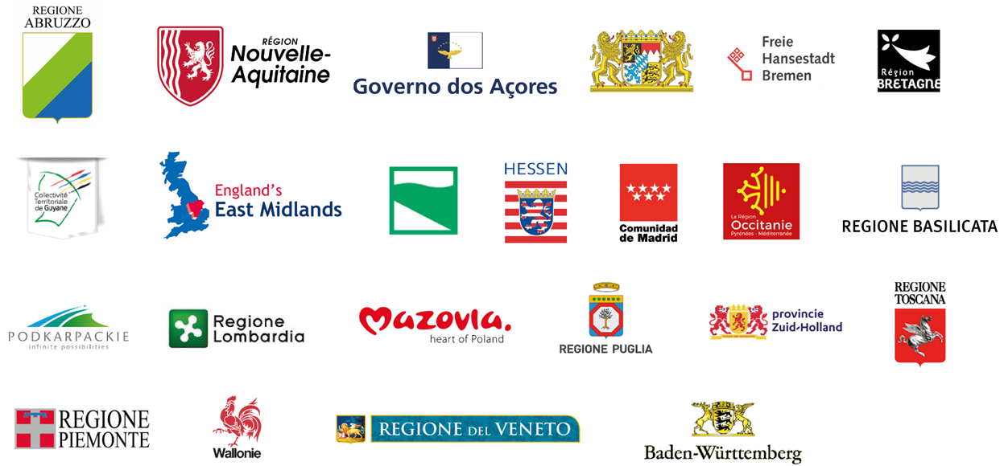 REGIONE
ABRUZZO
RÉGION
Nouvelle-
Aquitaine
Governo dos Açores
Freie
Hansestadt
Bremen
Région
BRETAGNE
Collectivité
Territoriale
de Guyane
England's
East Midlands
HESSEN
Comunidad
de Madrid
La Région
Occitanie
Pyrénées - Méditerranée
REGIONE BASILICATA
PODKARPACKIE
infinite possibilities
Regione
Lombardia
mazovia.
heart of Poland
REGIONE PUGLIA
provincie
Zuid-Holland
REGIONE
TOSCANA
REGIONE
PIEMONTE
Wallonie
REGIONE DEL VENETO
Baden-Württemberg